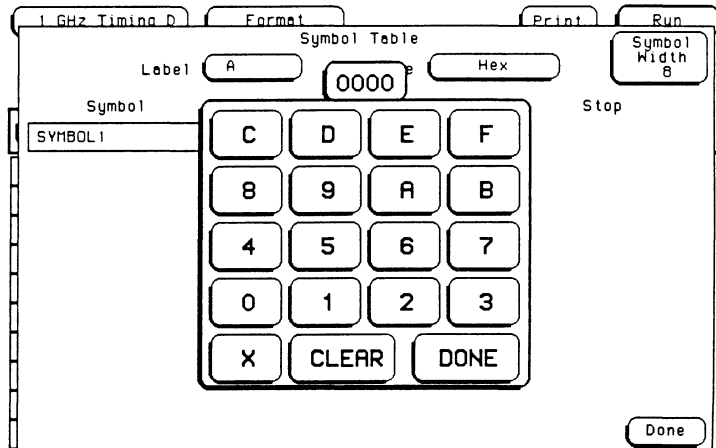 1 GHz Timing D Format Print Run
Symbol Table
Symbol Width 8
Label A Hex
0000
Symbol Stop
SYMBOL1
C D E F
8 9 A B
4 5 6 7
0 1 2 3
X CLEAR DONE
Done